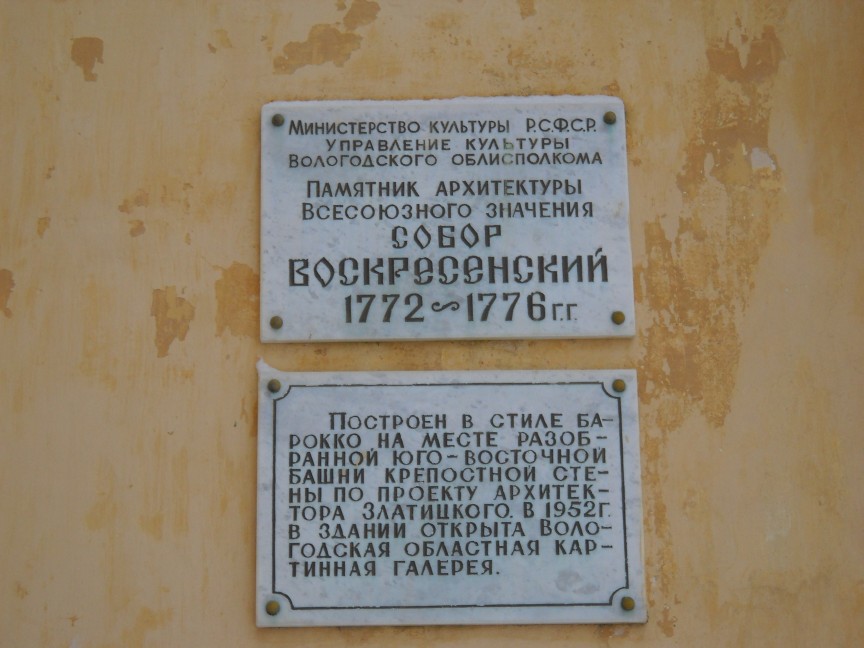 Министерство культуры Р.С.Ф.С.Р.
Управление культуры
Вологодского облисполкома
Памятник архитектуры
Всесоюзного значения
СОБОР
ВОСКРЕСЕНСКИЙ
1772~1776 г.г.
Построен в стиле ба-
рокко на месте разоб-
ранной юго-восточной
башни крепостной сте-
ны по проекту архитек-
тора Златицкого. В 1952г.
в здании открыта Воло-
годская областная кар-
тинная галерея.